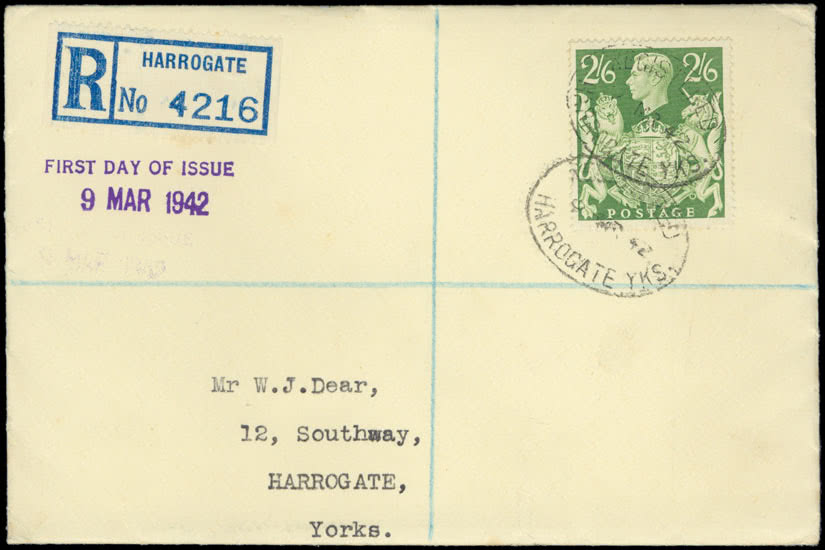 R
HARROGATE
No 4216
FIRST DAY OF ISSUE
9 MAR 1942
2/6 2/6
POSTAGE
HARROGATE YKS.
Mr W.J.Dear,
12, Southway,
HARROGATE,
Yorks.